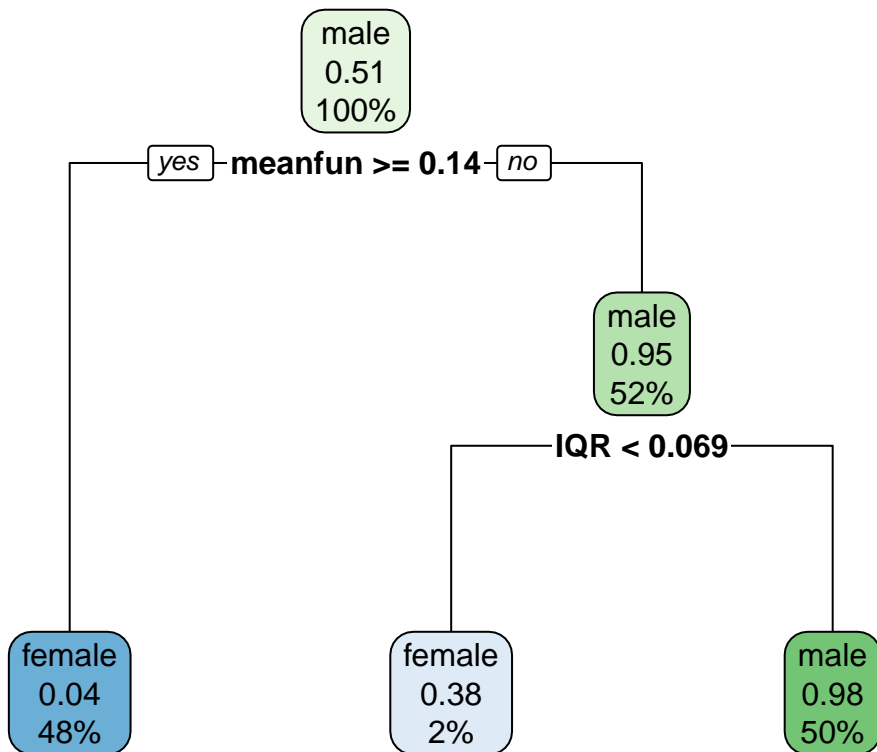 male
0.51
100%
yes meanfun >= 0.14 no
male
0.95
52%
IQR < 0.069
female
0.04
48%
female
0.38
2%
male
0.98
50%